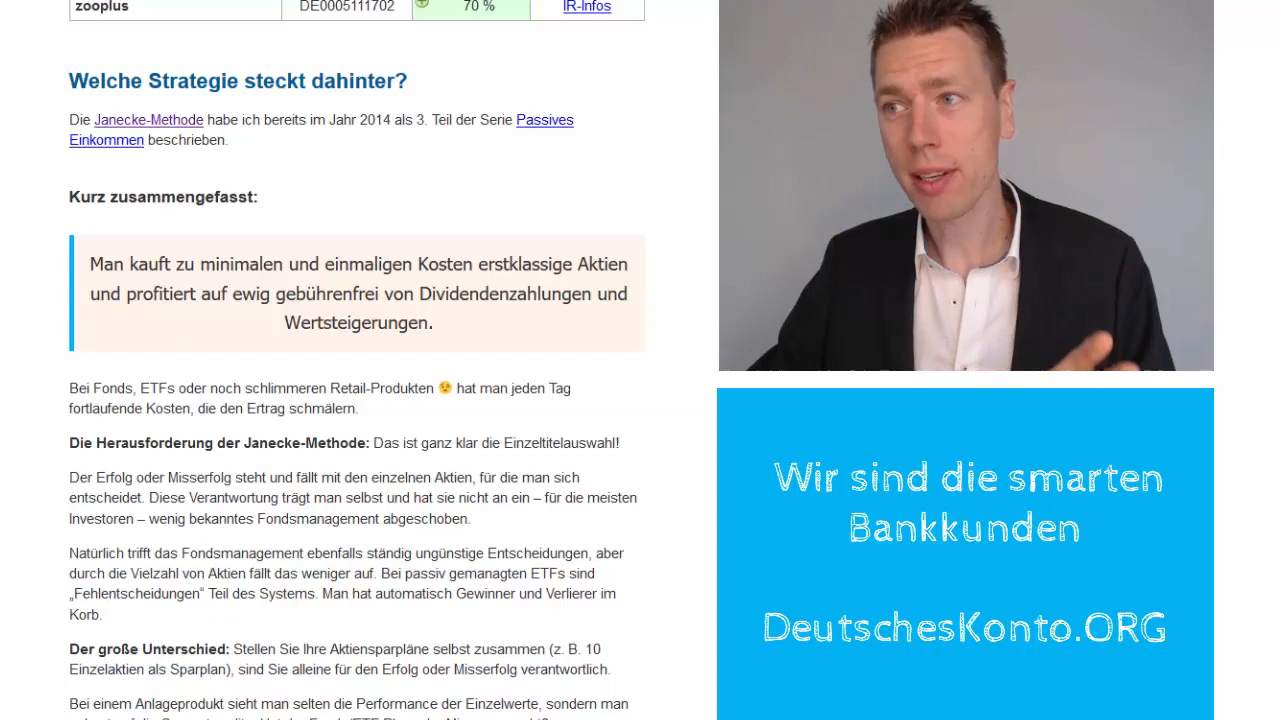 zooplus DE0005111702 70 % IR-Infos
Welche Strategie steckt dahinter?
Die Janecke-Methode habe ich bereits im Jahr 2014 als 3. Teil der Serie Passives
Einkommen beschrieben.
Kurz zusammengefasst:
Man kauft zu minimalen und einmaligen Kosten erstklassige Aktien
und profitiert auf ewig gebührenfrei von Dividendenzahlungen und
Wertsteigerungen.
Bei Fonds, ETFs oder noch schlimmeren Retail-Produkten 😉 hat man jeden Tag
fortlaufende Kosten, die den Ertrag schmälern.
Die Herausforderung der Janecke-Methode: Das ist ganz klar die Einzeltitelauswahl!
Der Erfolg oder Misserfolg steht und fällt mit den einzelnen Aktien, für die man sich
entscheidet. Diese Verantwortung trägt man selbst und hat sie nicht an ein – für die meisten
Investoren – wenig bekanntes Fondsmanagement abgeschoben.
Natürlich trifft das Fondsmanagement ebenfalls ständig ungünstige Entscheidungen, aber
durch die Vielzahl von Aktien fällt das weniger auf. Bei passiv gemanagten ETFs sind
„Fehlentscheidungen“ Teil des Systems. Man hat automatisch Gewinner und Verlierer im
Korb.
Der große Unterschied: Stellen Sie Ihre Aktiensparpläne selbst zusammen (z. B. 10
Einzelaktien als Sparplan), sind Sie alleine für den Erfolg oder Misserfolg verantwortlich.
Bei einem Anlageprodukt sieht man selten die Performance der Einzelwerte, sondern man
Wir sind die smarten
Bankkunden
DeutschesKonto.ORG